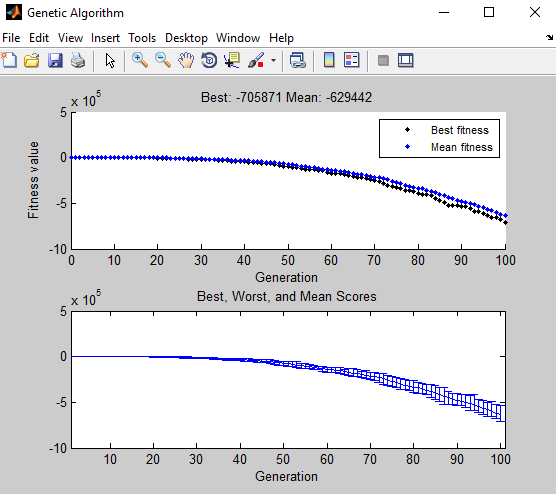 Genetic Algorithm
File Edit View Insert Tools Desktop Window Help
Best: -705871 Mean: -629442
x 10^5
5
0
-5
-10
Fitness value
Best fitness
Mean fitness
0 10 20 30 40 50 60 70 80 90 100
Generation
Best, Worst, and Mean Scores
x 10^5
5
0
-5
-10
10 20 30 40 50 60 70 80 90 100
Generation